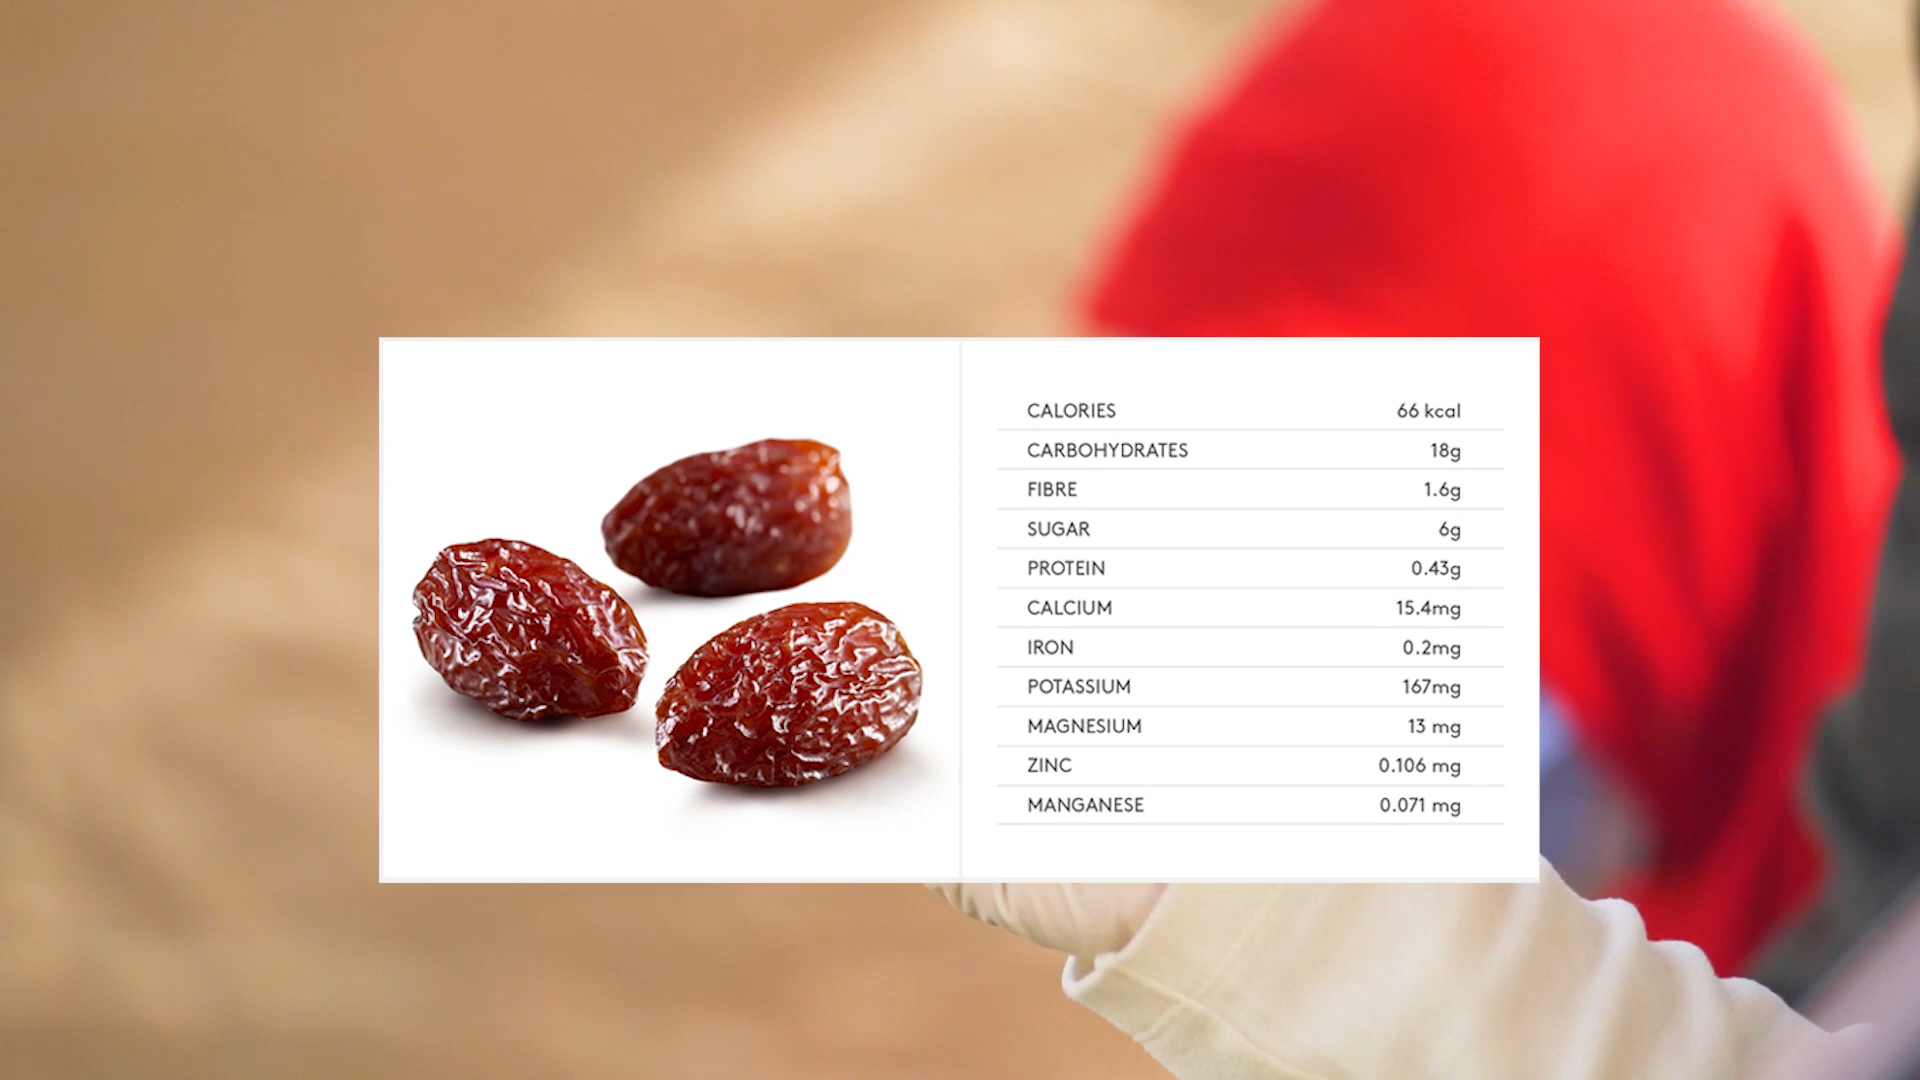 CALORIES 66 kcal
CARBOHYDRATES 18g
FIBRE 1.6g
SUGAR 6g
PROTEIN 0.43g
CALCIUM 15.4mg
IRON 0.2mg
POTASSIUM 167mg
MAGNESIUM 13 mg
ZINC 0.106 mg
MANGANESE 0.071 mg